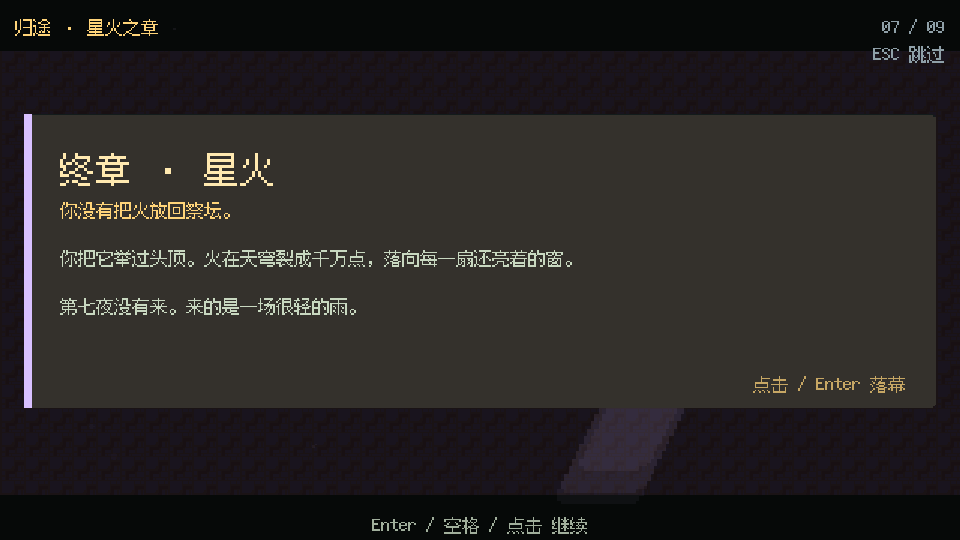 归途 · 星火之章
07 / 09
ESC 跳过
终章 · 星火
你没有把火放回祭坛。
你把它举过头顶。火在天穹裂成千万点，落向每一扇还亮着的窗。
第七夜没有来。来的是一场很轻的雨。
点击 / Enter 落幕
Enter / 空格 / 点击 继续